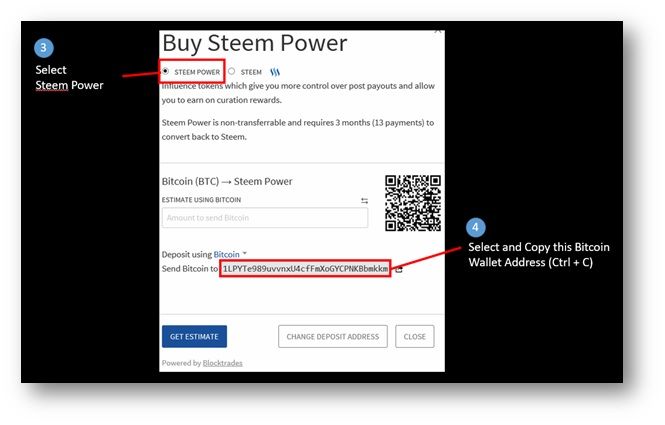 3
Select
Steem Power
Buy Steem Power
STEEM POWER STEEM
Influence tokens which give you more control over post payouts and allow
you to earn on curation rewards.
Steem Power is non-transferrable and requires 3 months (13 payments) to
convert back to Steem.
Bitcoin (BTC) → Steem Power
ESTIMATE USING BITCOIN
Amount to send Bitcoin
Deposit using Bitcoin
Send Bitcoin to 1LPYTe989uvvnxU4cfFmXoGYCPNKBbmkkm
4
Select and Copy this Bitcoin
Wallet Address (Ctrl + C)
GET ESTIMATE
CHANGE DEPOSIT ADDRESS
CLOSE
Powered by Blocktrades